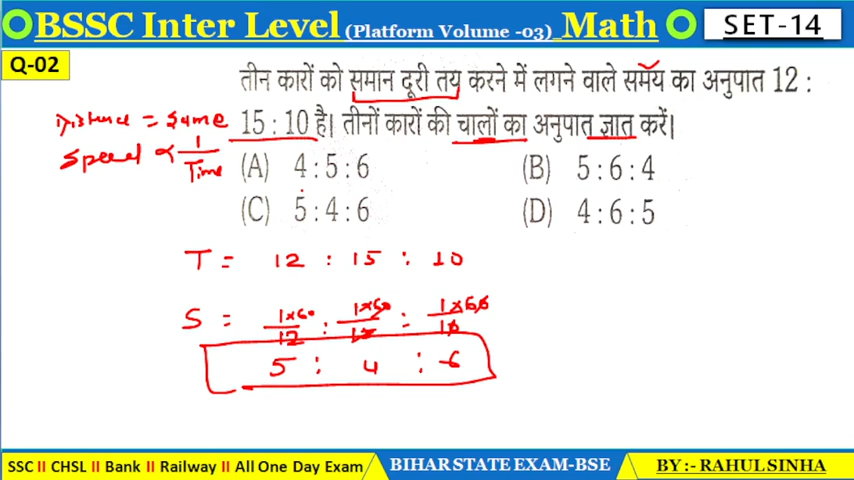 BSSC Inter Level (Platform Volume -03) Math SET-14
Q-02
तीन कारों को समान दूरी तय करने में लगने वाले समय का अनुपात 12 :
15 : 10 है। तीनों कारों की चालों का अनुपात ज्ञात करें।
Distence = Same
Speed ∝ 1/Time
(A) 4 : 5 : 6 (B) 5 : 6 : 4
(C) 5 : 4 : 6 (D) 4 : 6 : 5
T = 12 : 15 : 10
S = 1×60/12 : 1×60/15 : 1×60/10
5 : 4 : 6
SSC II CHSL II Bank II Railway II All One Day Exam BIHAR STATE EXAM-BSE BY :- RAHUL SINHA